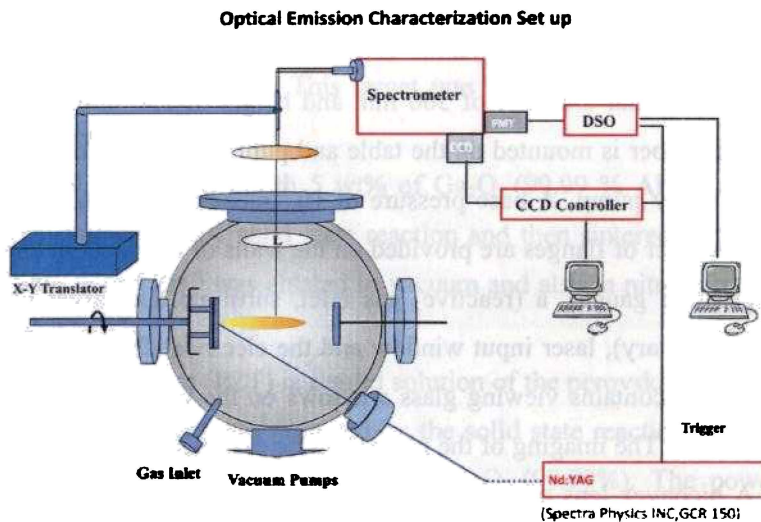 Optical Emission Characterization Set up
Spectrometer
PMT
DSO
CCD
CCD Controller
L
X-Y Translator
Trigger
Gas Inlet
Vacuum Pumps
Nd:YAG
(Spectra Physics INC,GCR 150)